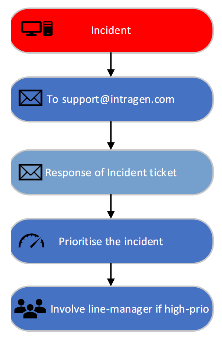 Incident
To support@intragen.com
Response of Incident ticket
Prioritise the incident
Involve line-manager if high-prio